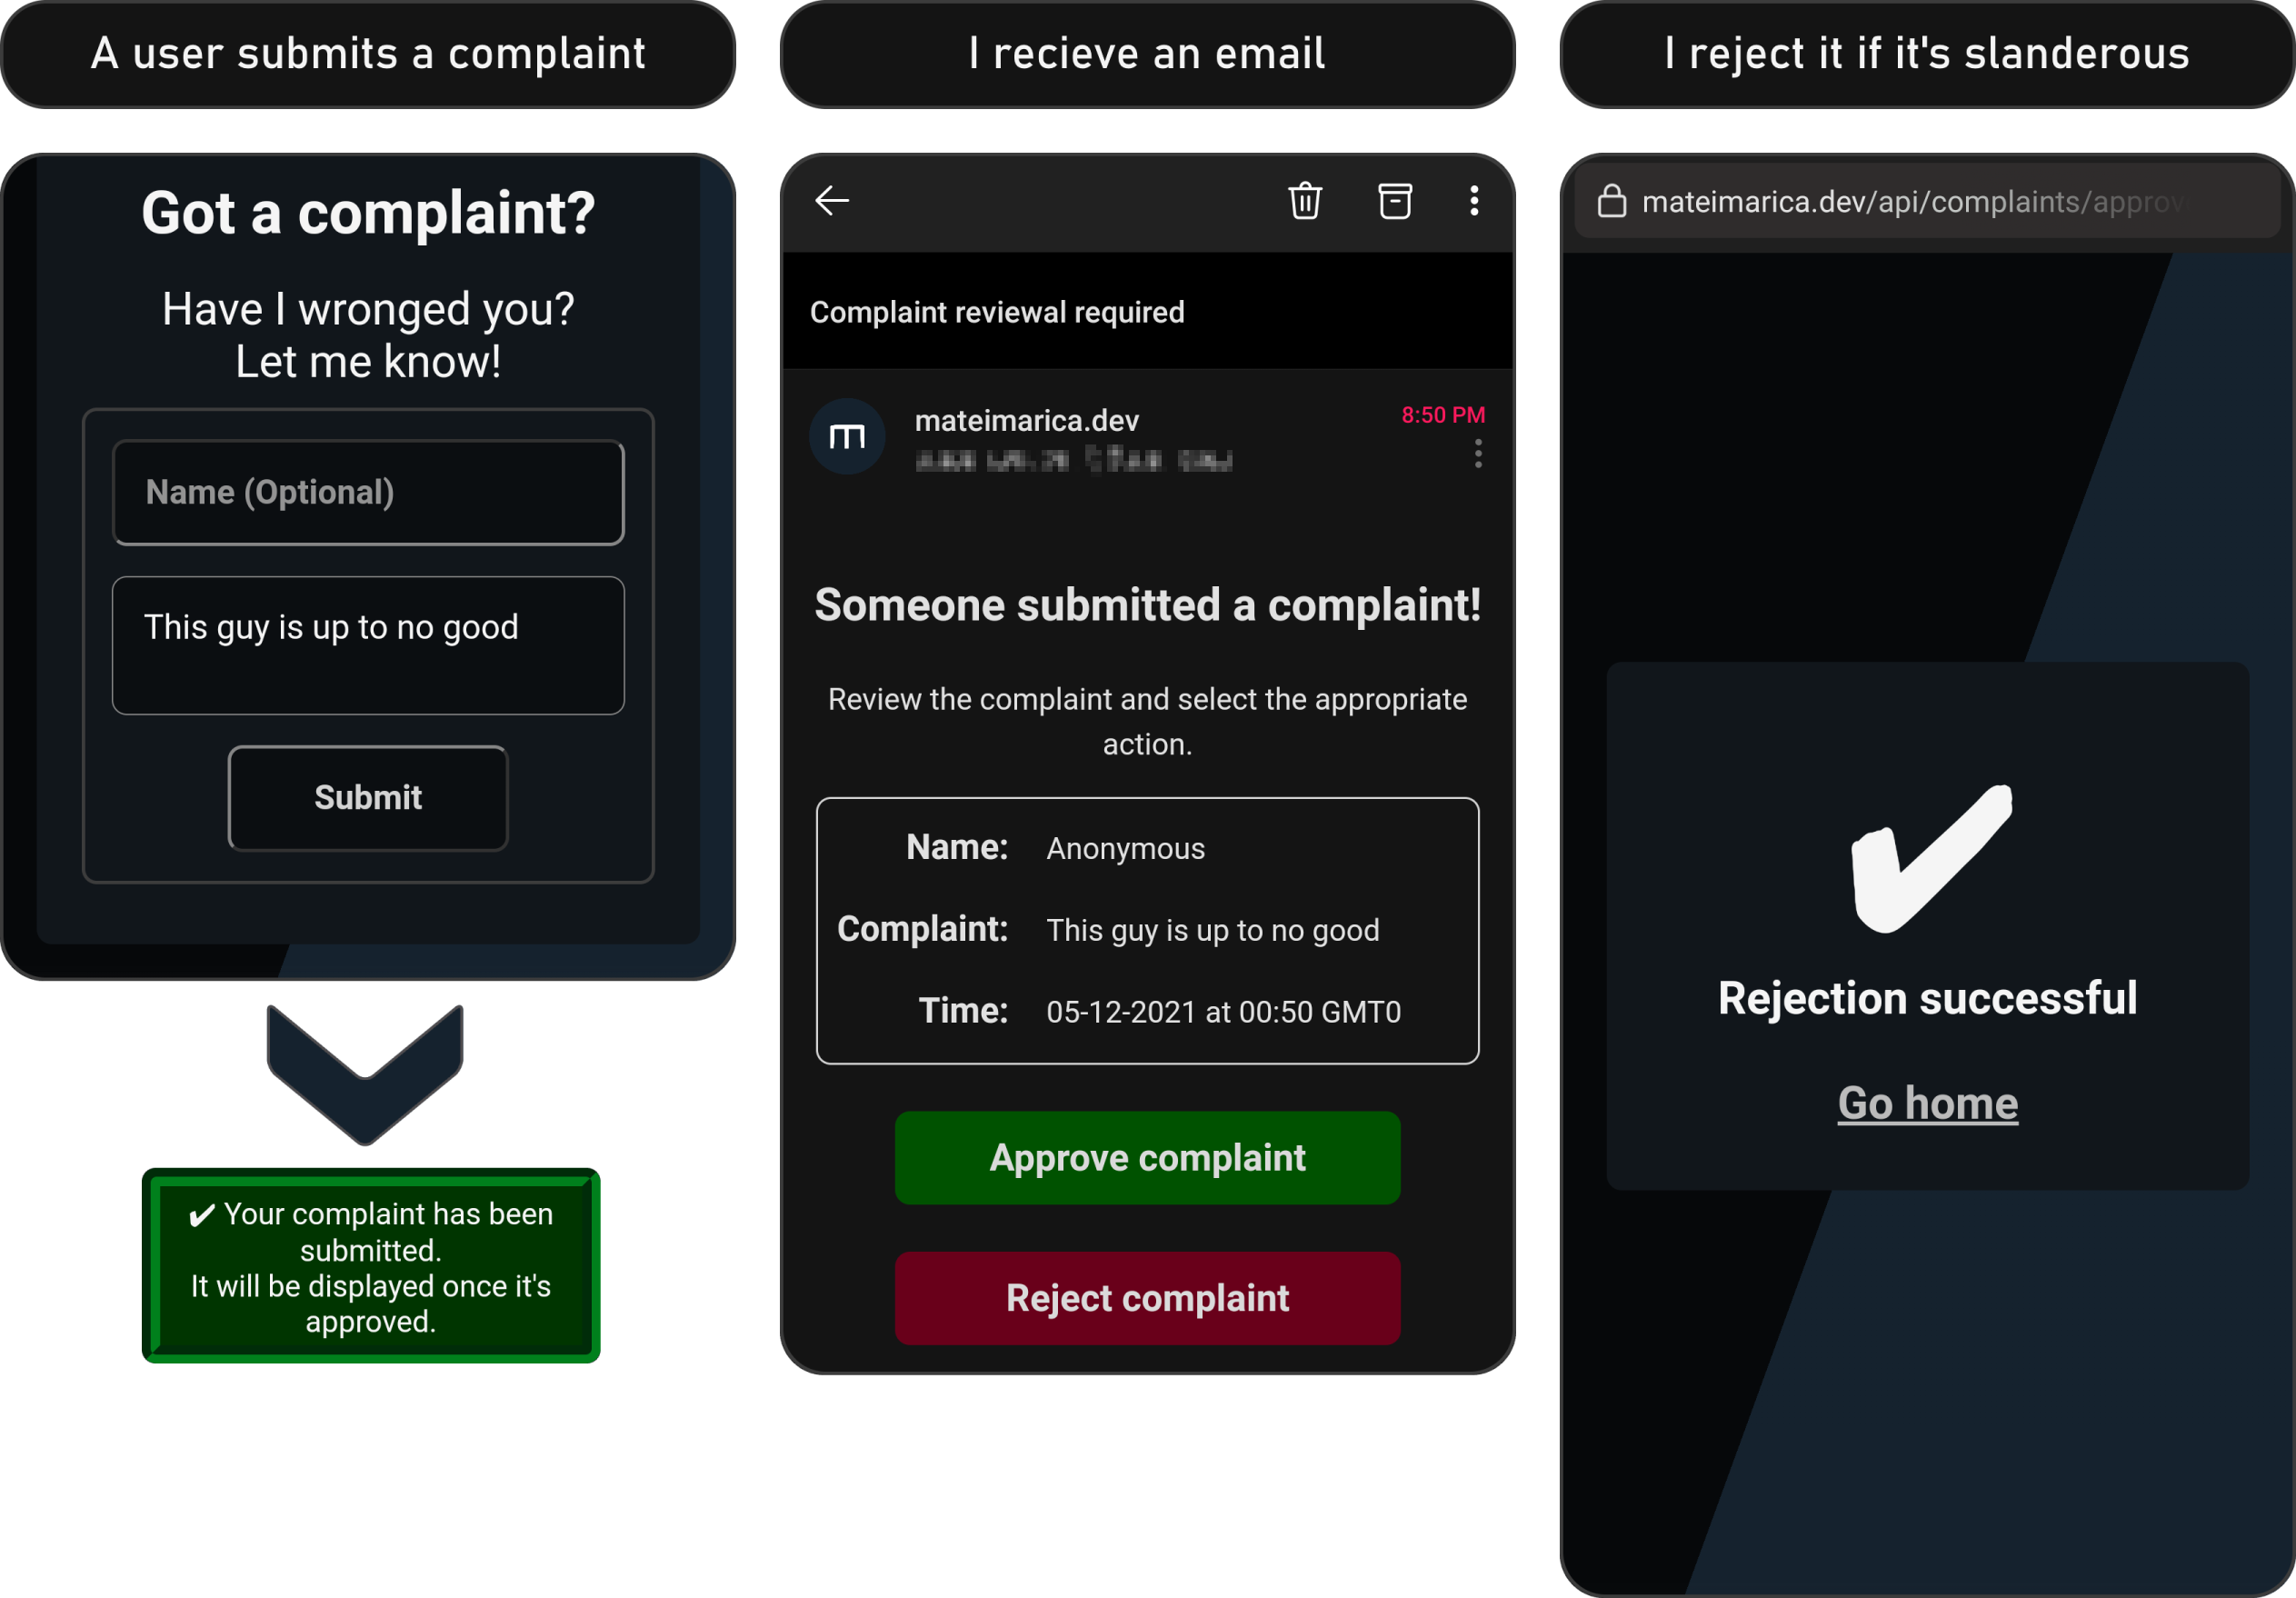 A user submits a complaint
Got a complaint?
Have I wronged you?
Let me know!
Name (Optional)
This guy is up to no good
Submit
✔ Your complaint has been
submitted.
It will be displayed once it's
approved.
I recieve an email
Complaint reviewal required
mateimarica.dev
8:50 PM
Someone submitted a complaint!
Review the complaint and select the appropriate
action.
Name: Anonymous
Complaint: This guy is up to no good
Time: 05-12-2021 at 00:50 GMT0
Approve complaint
Reject complaint
I reject it if it's slanderous
mateimarica.dev/api/complaints/approv
Rejection successful
Go home